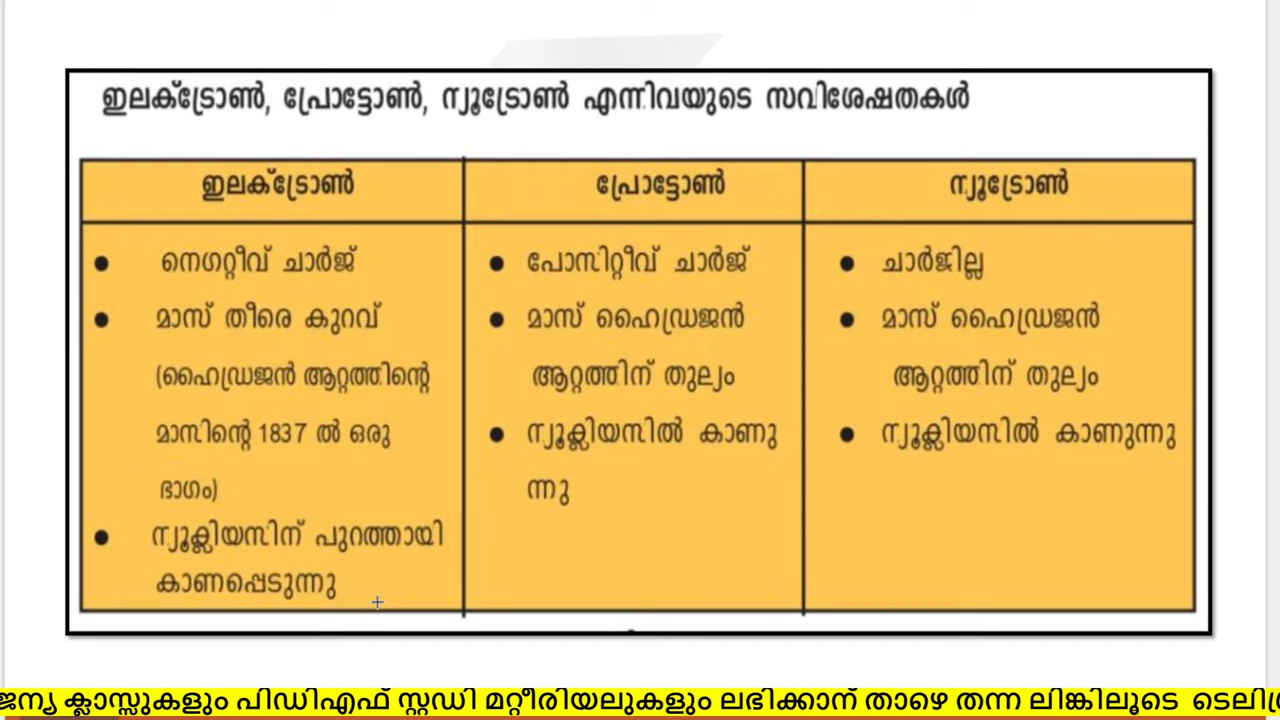 ഇലക്ട്രോൺ, പ്രോട്ടോൺ, ന്യൂട്രോൺ എന്നിവയുടെ സവിശേഷതകൾ
ഇലക്ട്രോൺ
● നെഗറ്റീവ് ചാർജ്
● മാസ് തീരെ കുറവ്
(ഹൈഡ്രജൻ ആറ്റത്തിന്റെ
മാസിന്റെ 1837 ൽ ഒരു
ഭാഗം)
● ന്യൂക്ലിയസിന് പുറത്തായി
കാണപ്പെടുന്നു
പ്രോട്ടോൺ
● പോസിറ്റീവ് ചാർജ്
● മാസ് ഹൈഡ്രജൻ
ആറ്റത്തിന് തുല്യം
● ന്യൂക്ലിയസിൽ കാണു
ന്നു
ന്യൂട്രോൺ
● ചാർജില്ല
● മാസ് ഹൈഡ്രജൻ
ആറ്റത്തിന് തുല്യം
● ന്യൂക്ലിയസിൽ കാണുന്നു
ക്ലാസ്സുകളും പിഡിഎഫ് സ്റ്റഡി മറ്റീരിയലുകളും ലഭിക്കാന് താഴെ തന്ന ലിങ്കിലൂടെ